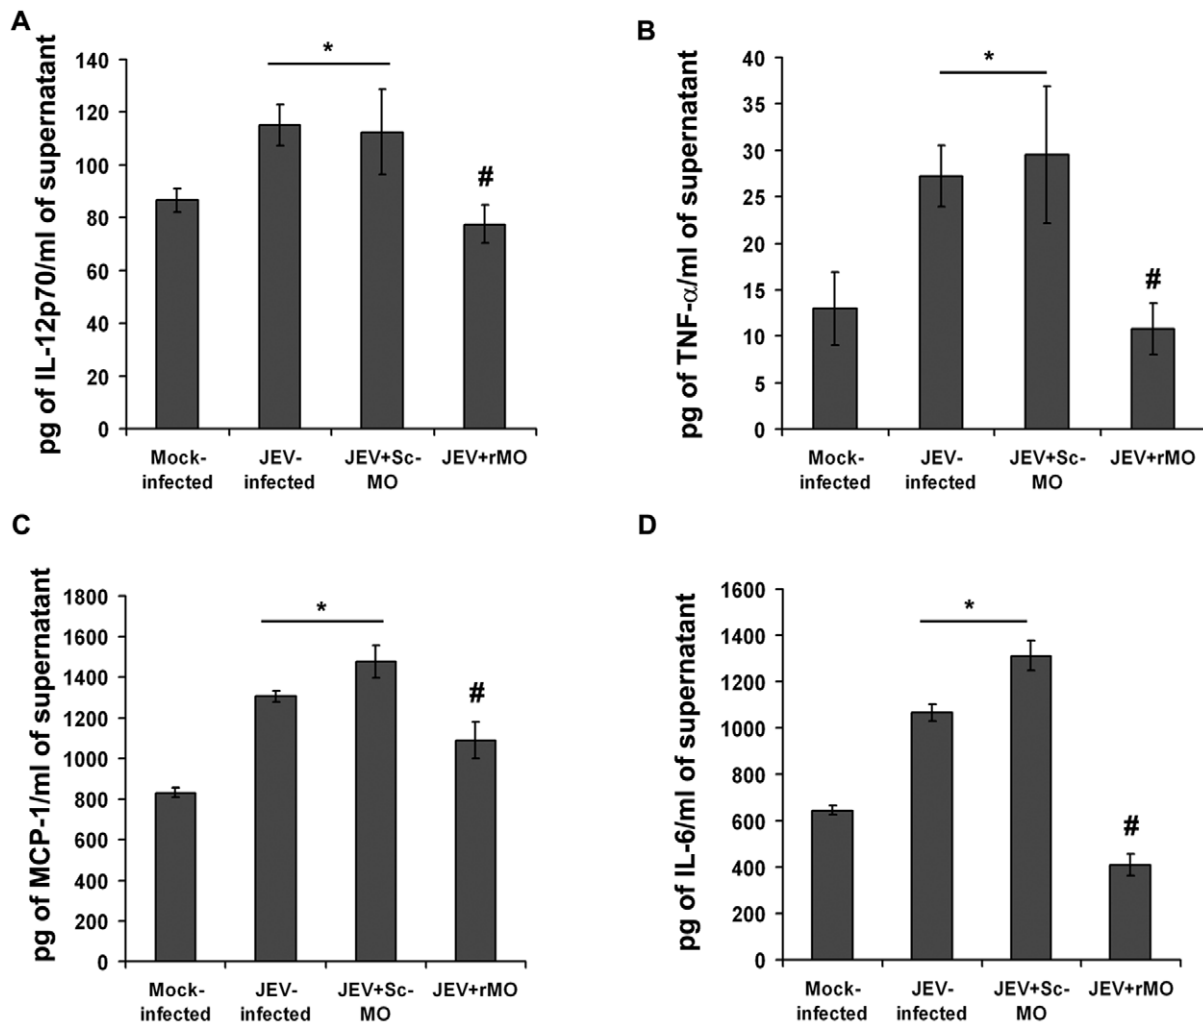 A
pg of IL-12p70/ml of supernatant
140
120
100
80
60
40
20
0
*
#
Mock-
infected
JEV-
infected
JEV+Sc-
MO
JEV+rMO
B
pg of TNF-α/ml of supernatant
40
35
30
25
20
15
10
5
0
*
#
Mock-
infected
JEV-
infected
JEV+Sc-
MO
JEV+rMO
C
pg of MCP-1/ml of supernatant
1800
1600
1400
1200
1000
800
600
400
200
0
*
#
Mock-
infected
JEV-
infected
JEV+Sc-
MO
JEV+rMO
D
pg of IL-6/ml of supernatant
1600
1400
1200
1000
800
600
400
200
0
*
#
Mock-
infected
JEV-
infected
JEV+Sc-
MO
JEV+rMO